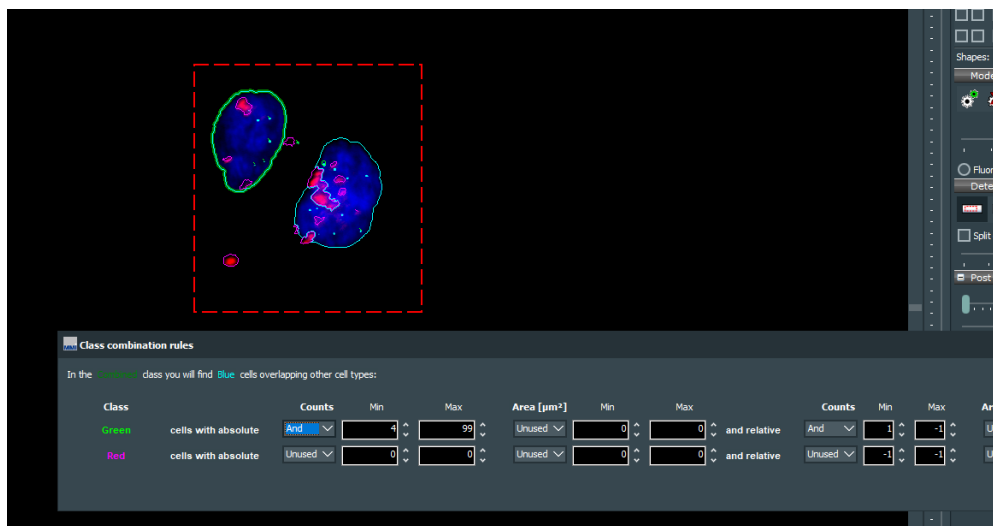 Shapes:
Mode
Fluor
Dete
Split
Post
Class combination rules
In the Combined class you will find Blue cells overlapping other cell types:
Class Counts Min Max Area [µm²] Min Max Counts Min Max Ar
Green cells with absolute And 4 99 Unused 0 0 and relative And 1 -1 U
Red cells with absolute Unused 0 0 Unused 0 0 and relative Unused -1 -1 U